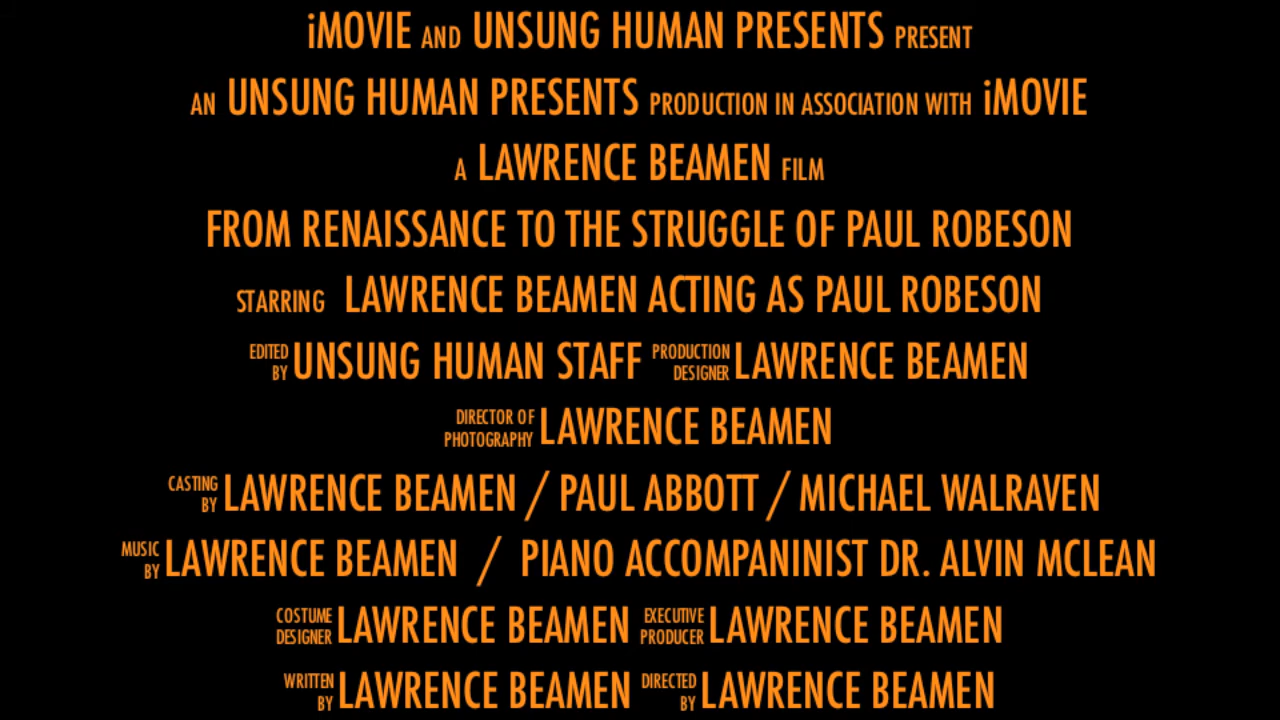 iMOVIE AND UNSUNG HUMAN PRESENTS PRESENT
AN UNSUNG HUMAN PRESENTS PRODUCTION IN ASSOCIATION WITH iMOVIE
A LAWRENCE BEAMEN FILM
FROM RENAISSANCE TO THE STRUGGLE OF PAUL ROBESON
STARRING LAWRENCE BEAMEN ACTING AS PAUL ROBESON
EDITED BY UNSUNG HUMAN STAFF PRODUCTION DESIGNER LAWRENCE BEAMEN
DIRECTOR OF PHOTOGRAPHY LAWRENCE BEAMEN
CASTING BY LAWRENCE BEAMEN / PAUL ABBOTT / MICHAEL WALRAVEN
MUSIC BY LAWRENCE BEAMEN / PIANO ACCOMPANINIST DR. ALVIN MCLEAN
COSTUME DESIGNER LAWRENCE BEAMEN EXECUTIVE PRODUCER LAWRENCE BEAMEN
WRITTEN BY LAWRENCE BEAMEN DIRECTED BY LAWRENCE BEAMEN